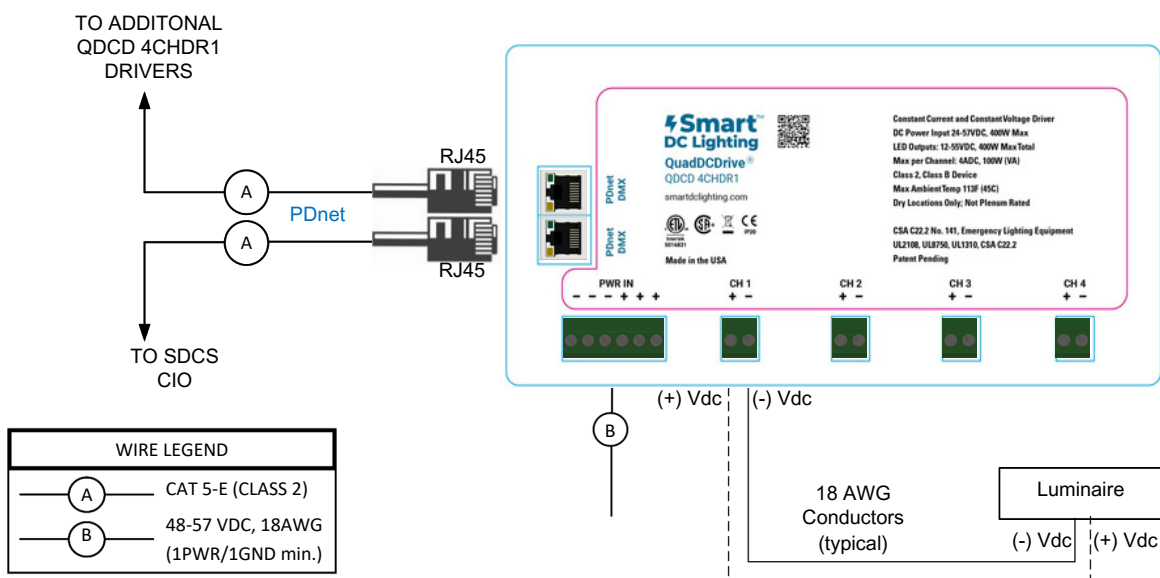 TO ADDITONAL
QDCD 4CHDR1
DRIVERS
A
PDnet
A
RJ45
RJ45
TO SDCS
CIO
WIRE LEGEND
A CAT 5-E (CLASS 2)
B 48-57 VDC, 18AWG
(1PWR/1GND min.)
Smart™
DC Lighting
QuadDCDrive®
QDCD 4CHDR1
smartdclighting.com
Intertek
5016831
IP20
Made in the USA
PDnet
DMX
PDnet
DMX
Constant Current and Constant Voltage Driver
DC Power Input 24-57VDC, 400W Max
LED Outputs: 12-55VDC, 400W Max Total
Max per Channel: 4ADC, 100W (VA)
Class 2, Class B Device
Max Ambient Temp 113F (45C)
Dry Locations Only; Not Plenum Rated
CSA C22.2 No. 141, Emergency Lighting Equipment
UL2108, UL8750, UL1310, CSA C22.2
Patent Pending
PWR IN
- - - + + +
CH 1
+ -
CH 2
+ -
CH 3
+ -
CH 4
+ -
B
(+) Vdc
(-) Vdc
18 AWG
Conductors
(typical)
Luminaire
(-) Vdc
(+) Vdc